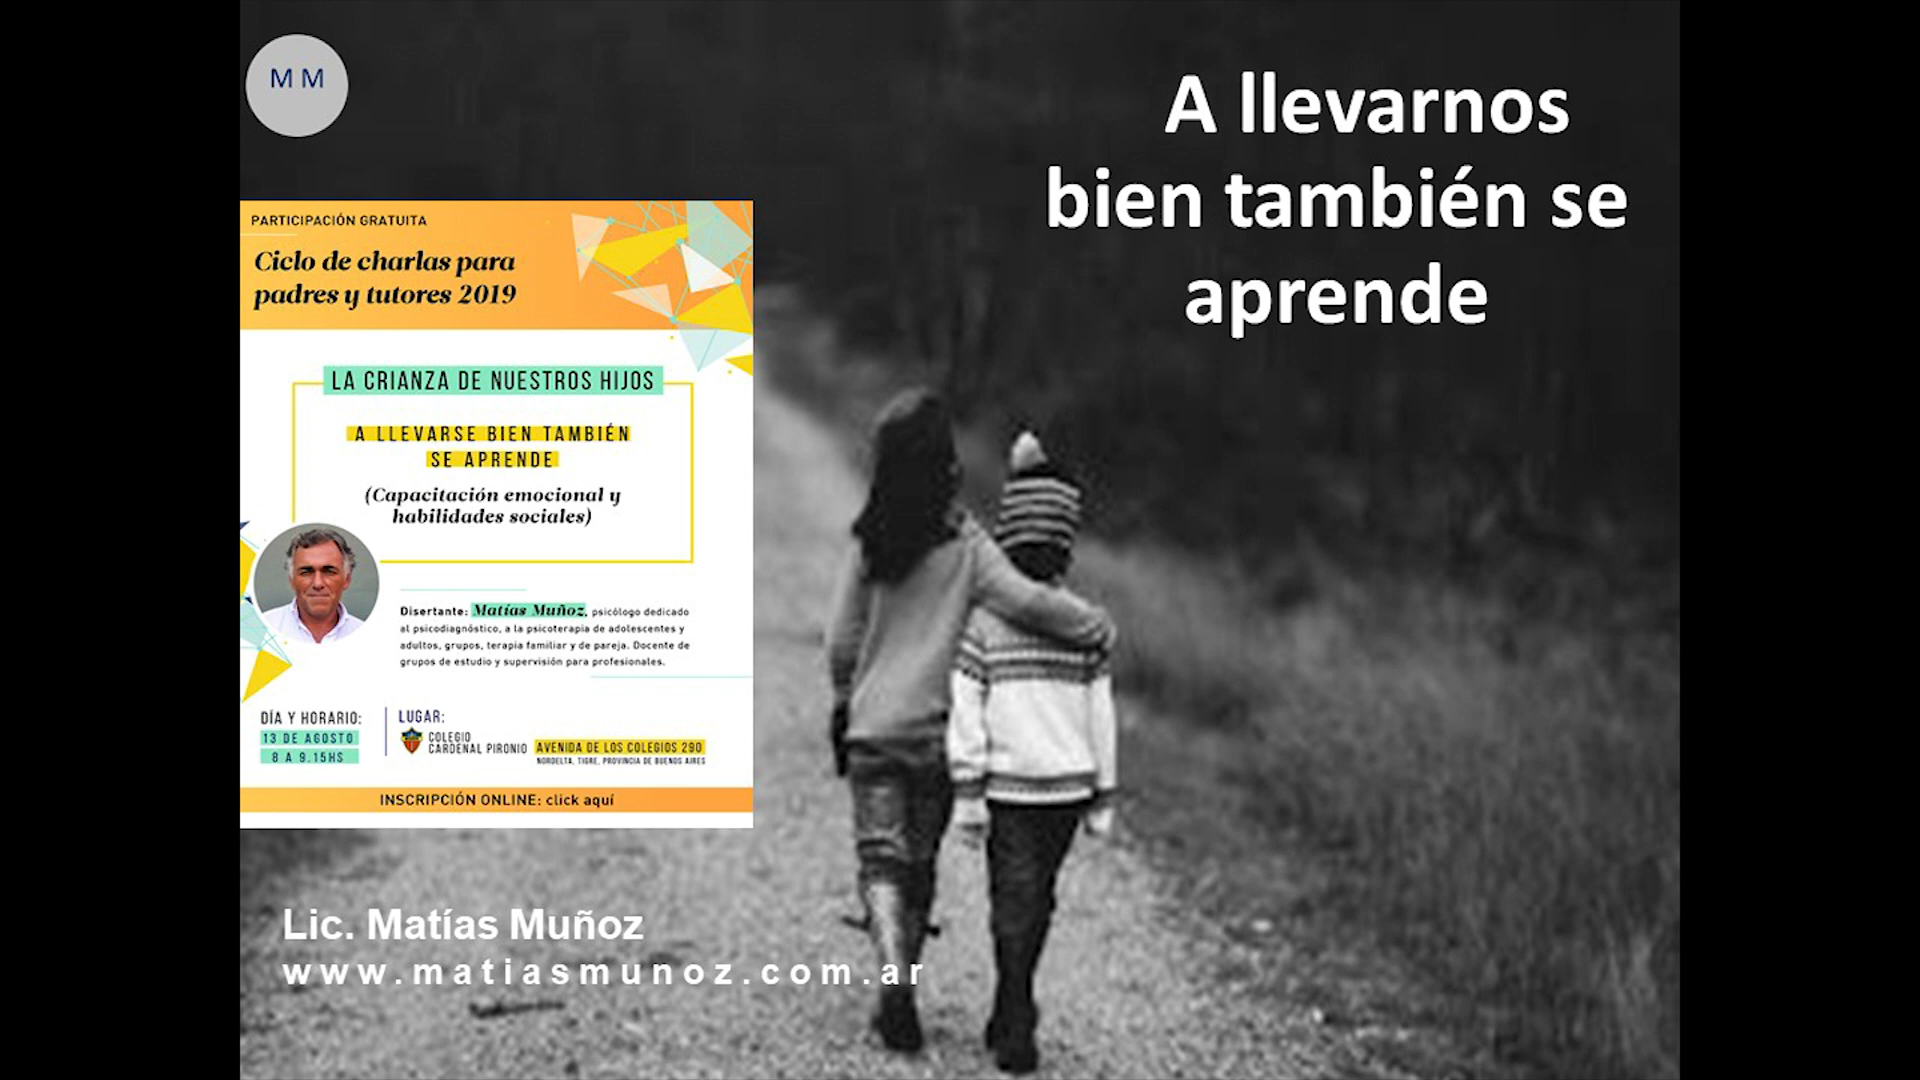 M M
A llevarnos
bien también se
aprende
PARTICIPACIÓN GRATUITA
Ciclo de charlas para
padres y tutores 2019
LA CRIANZA DE NUESTROS HIJOS
A LLEVARSE BIEN TAMBIÉN
SE APRENDE
(Capacitación emocional y
habilidades sociales)
Disertante: Matías Muñoz, psicólogo dedicado
al psicodiagnóstico, a la psicoterapia de adolescentes y
adultos, grupos, terapia familiar y de pareja. Docente de
grupos de estudio y supervisión para profesionales.
DÍA Y HORARIO:
13 DE AGOSTO
8 A 9.15HS
LUGAR:
COLEGIO
CARDENAL PIRONIO
AVENIDA DE LOS COLEGIOS 290
NORDELTA, TIGRE, PROVINCIA DE BUENOS AIRES
INSCRIPCIÓN ONLINE: click aquí
Lic. Matías Muñoz
www.matiasmunoz.com.ar